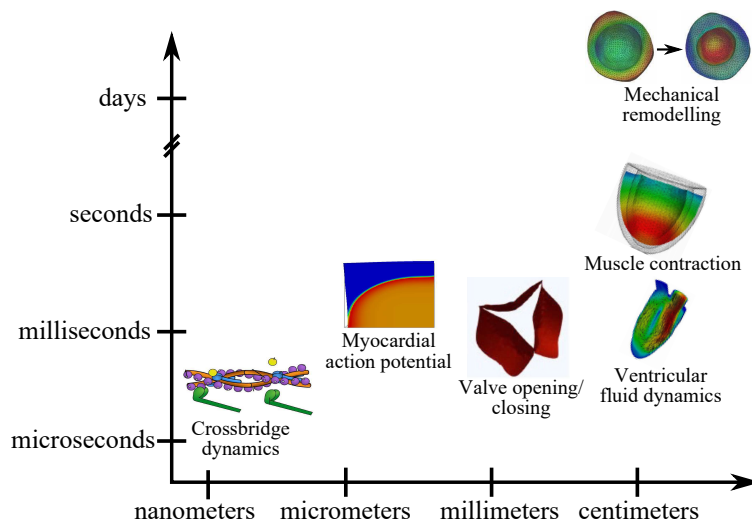 Mechanical
remodelling
days
seconds
Muscle contraction
milliseconds
Myocardial
action potential
Valve opening/
closing
Ventricular
fluid dynamics
Crossbridge
dynamics
microseconds
nanometers
micrometers
millimeters
centimeters